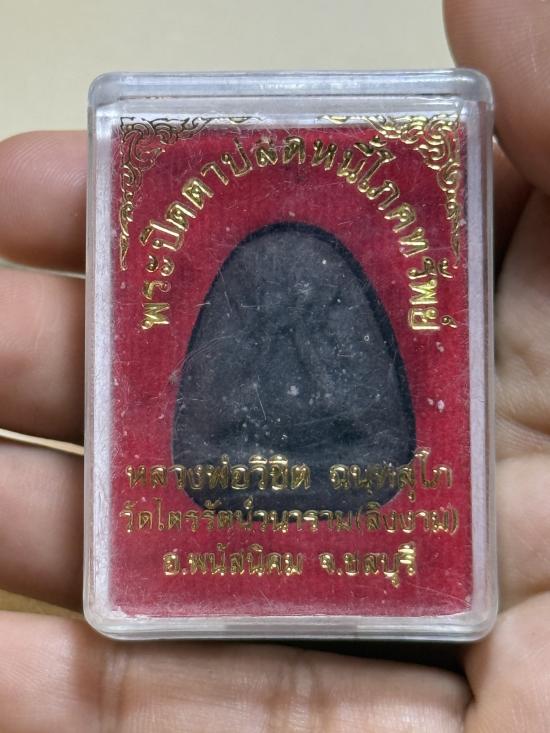 พระปิดตาปลดหนี้โภคทรัพย์
หลวงพ่อวิชิต ฉนฺทสุโภ
วัดไตรรัตน์วนาราม(ลิงงาม)
อ.พนัสนิคม จ.ชลบุรี